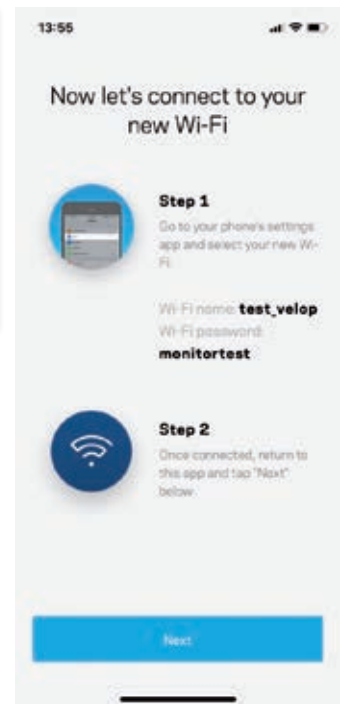 13:55
Now let's connect to your
new Wi-Fi
Step 1
Go to your phone's settings
app and select your new Wi-
Fi.
Wi-Fi name: test_velop
Wi-Fi password:
monitortest
Step 2
Once connected, return to
this app and tap "Next"
below.
Next